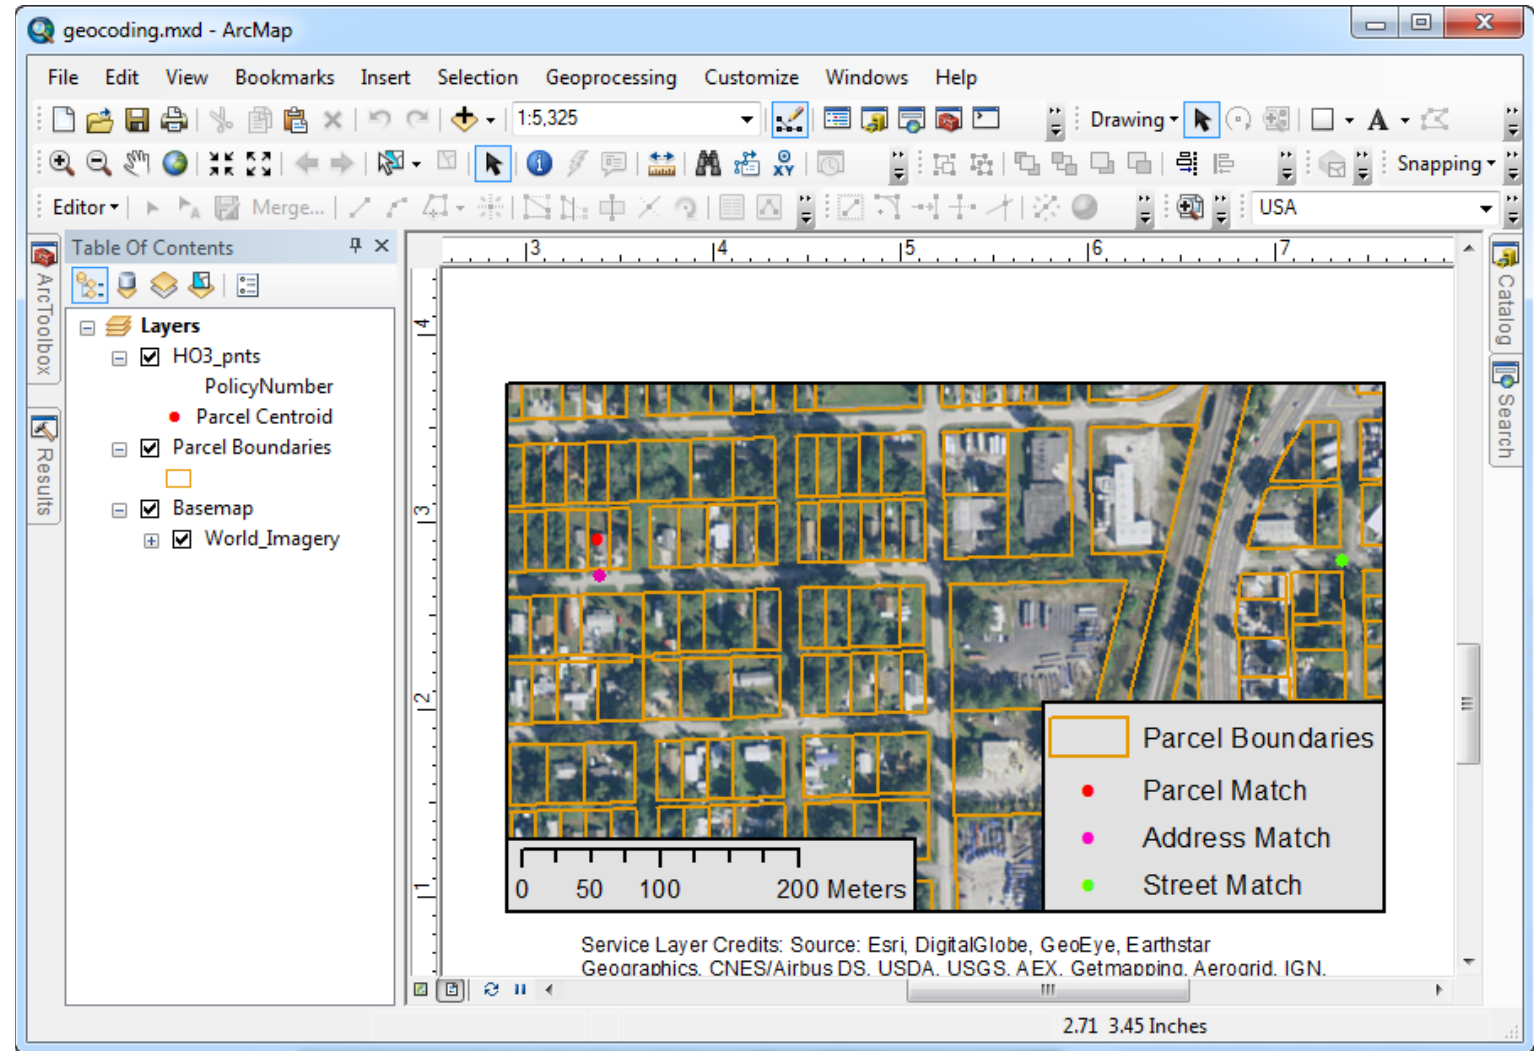 geocoding.mxd - ArcMap
File Edit View Bookmarks Insert Selection Geoprocessing Customize Windows Help
1:5,325
Drawing
A
XY
Snapping
Editor
Merge...
USA
Table Of Contents
ArcToolbox
Results
Layers
HO3_pnts
PolicyNumber
Parcel Centroid
Parcel Boundaries
Basemap
World_Imagery
3 4 5 6 7
4
3
2
1
Parcel Boundaries
Parcel Match
Address Match
Street Match
0 50 100 200 Meters
Service Layer Credits: Source: Esri, DigitalGlobe, GeoEye, Earthstar
Geographics, CNES/Airbus DS, USDA, USGS, AEX, Getmapping, Aerogrid, IGN,
Catalog
Search
2.71 3.45 Inches